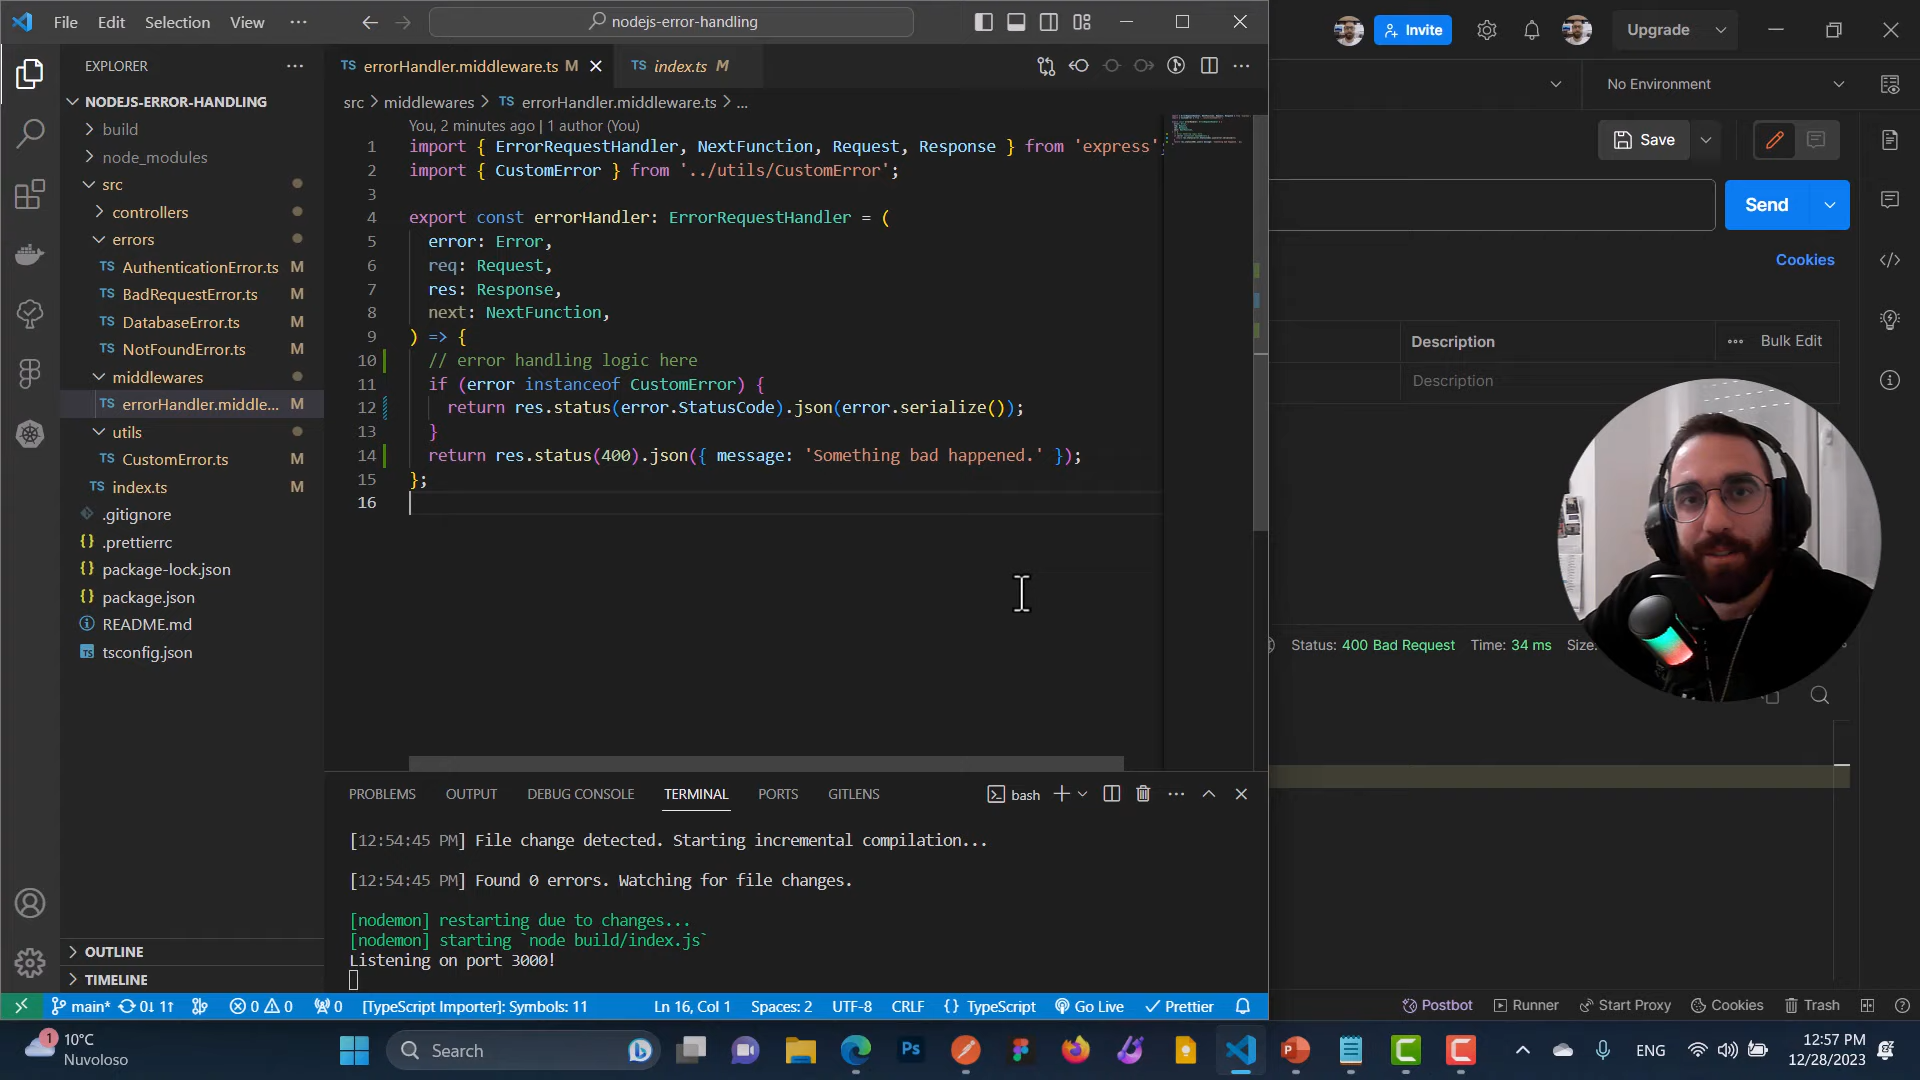 File Edit Selection View ...
nodejs-error-handling
EXPLORER
NODEJS-ERROR-HANDLING
build
node_modules
src
controllers
errors
TS AuthenticationError.ts M
TS BadRequestError.ts M
TS DatabaseError.ts M
TS NotFoundError.ts M
middlewares
TS errorHandler.middle... M
utils
TS CustomError.ts M
TS index.ts M
.gitignore
{} .prettierrc
{} package-lock.json
{} package.json
README.md
TS tsconfig.json
OUTLINE
TIMELINE
TS errorHandler.middleware.ts M
TS index.ts M
src > middlewares > TS errorHandler.middleware.ts > ...
You, 2 minutes ago | 1 author (You)
1 import { ErrorRequestHandler, NextFunction, Request, Response } from 'express';
2 import { CustomError } from '../utils/CustomError';
3
4 export const errorHandler: ErrorRequestHandler = (
5 error: Error,
6 req: Request,
7 res: Response,
8 next: NextFunction,
9 ) => {
10 // error handling logic here
11 if (error instanceof CustomError) {
12 return res.status(error.StatusCode).json(error.serialize());
13 }
14 return res.status(400).json({ message: 'Something bad happened.' });
15 };
16
PROBLEMS OUTPUT DEBUG CONSOLE TERMINAL PORTS GITLENS
bash
[12:54:45 PM] File change detected. Starting incremental compilation...
[12:54:45 PM] Found 0 errors. Watching for file changes.
[nodemon] restarting due to changes...
[nodemon] starting `node build/index.js`
Listening on port 3000!
main* 0↓ 1↑ 0 0 0 [TypeScript Importer]: Symbols: 11 Ln 16, Col 1 Spaces: 2 UTF-8 CRLF {} TypeScript Go Live Prettier
Invite
Upgrade
No Environment
Save
Send
Cookies
Description
Bulk Edit
Description
Status: 400 Bad Request Time: 34 ms Size:
Postbot Runner Start Proxy Cookies Trash
1
10°C
Nuvoloso
Search
Ps
ENG
12:57 PM
12/28/2023